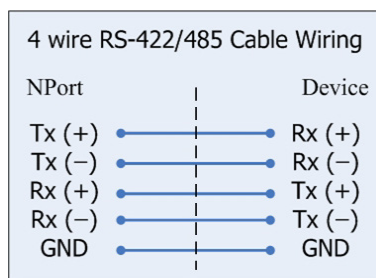 4 wire RS-422/485 Cable Wiring
NPort Device
Tx (+) Rx (+)
Tx (−) Rx (−)
Rx (+) Tx (+)
Rx (−) Tx (−)
GND GND